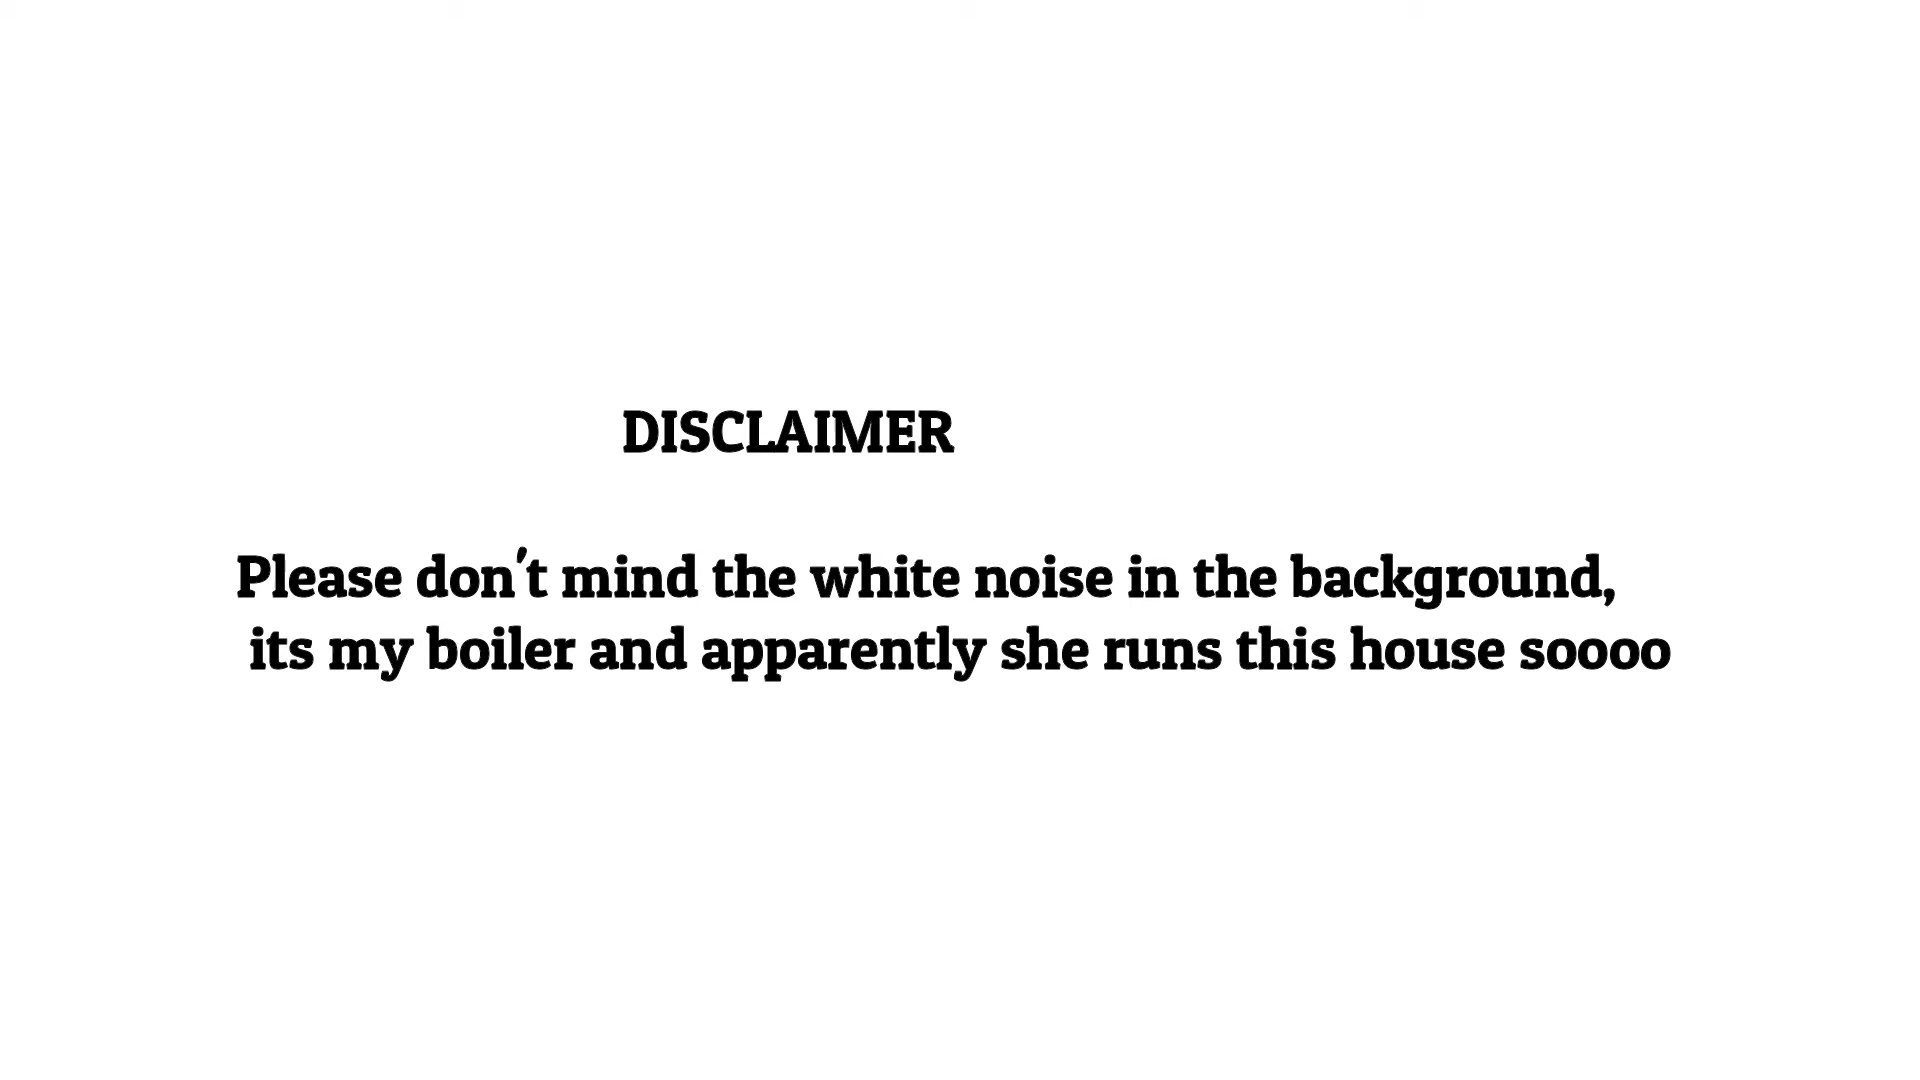 DISCLAIMER
Please don't mind the white noise in the background,
its my boiler and apparently she runs this house soooo